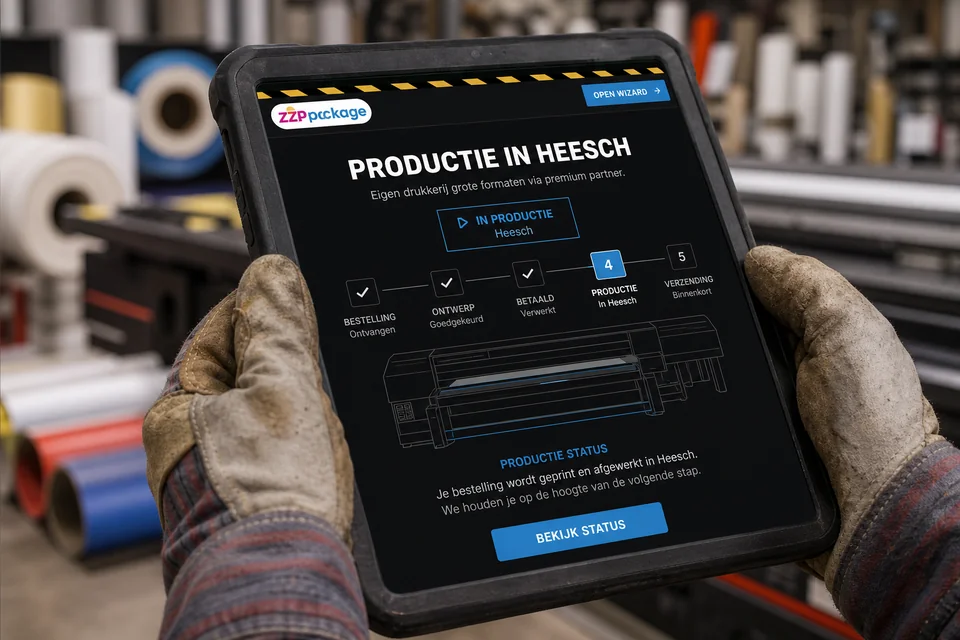 ZZPpackage
OPEN WIZARD →
PRODUCTIE IN HEESCH
Eigen drukkerij grote formaten via premium partner.
IN PRODUCTIE
Heesch
4
5
BESTELLING
Ontvangen
ONTWERP
Goedgekeurd
BETAALD
Verwerkt
PRODUCTIE
In Heesch
VERZENDING
Binnenkort
PRODUCTIE STATUS
Je bestelling wordt geprint en afgewerkt in Heesch.
We houden je op de hoogte van de volgende stap.
BEKIJK STATUS